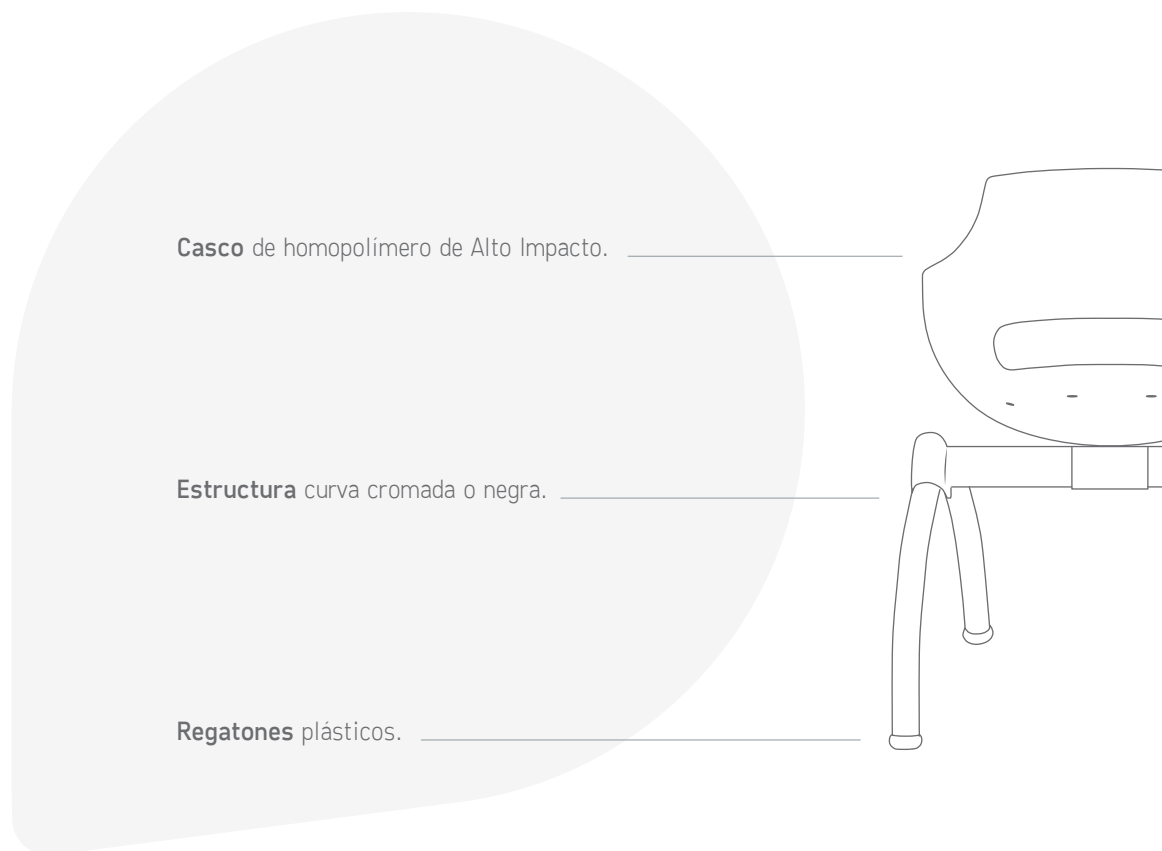 Casco de homopolímero de Alto Impacto.
Estructura curva cromada o negra.
Regatones plásticos.